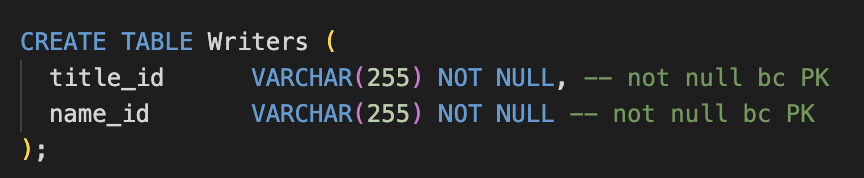 CREATE TABLE Writers (
title_id VARCHAR(255) NOT NULL, -- not null bc PK
name_id VARCHAR(255) NOT NULL -- not null bc PK
);